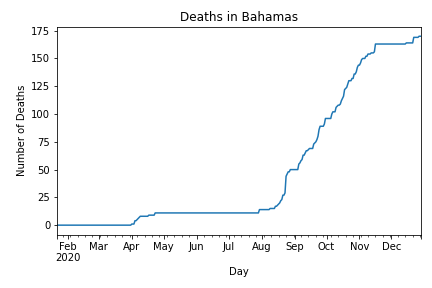 Deaths in Bahamas
175
150
125
100
75
50
25
0
Number of Deaths
Feb Mar Apr May Jun Jul Aug Sep Oct Nov Dec
2020
Day